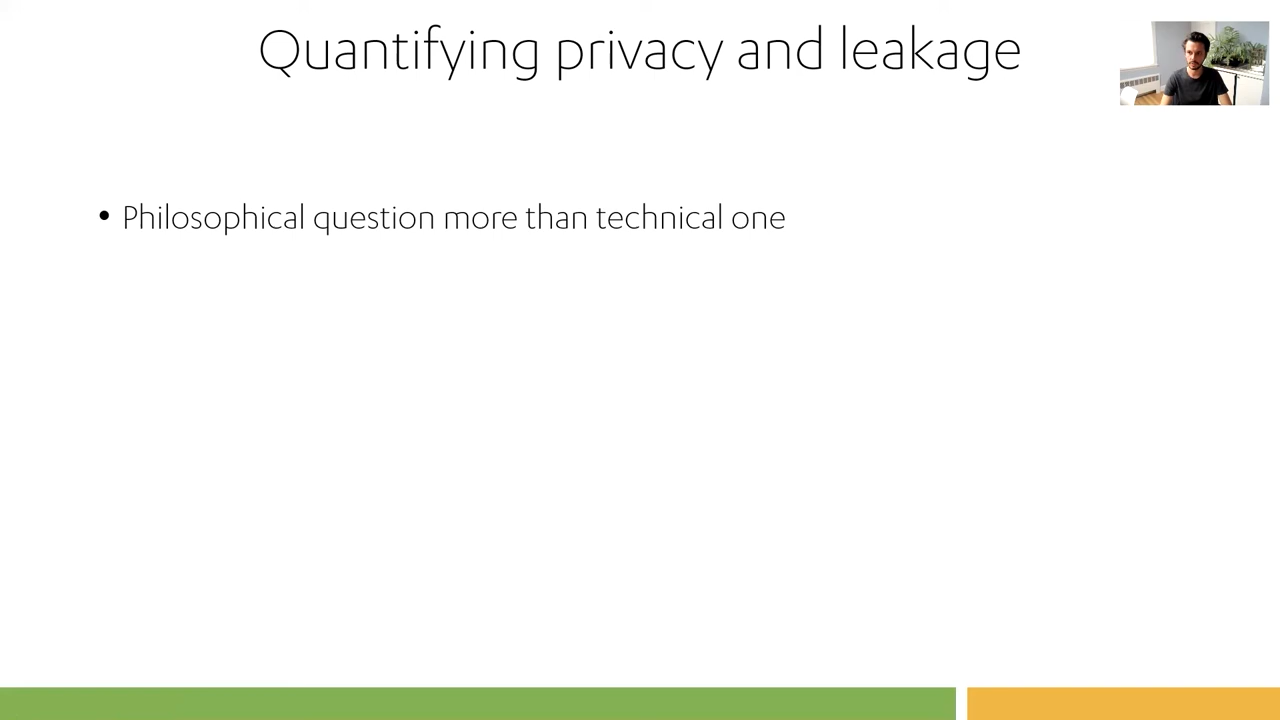 Quantifying privacy and leakage
• Philosophical question more than technical one